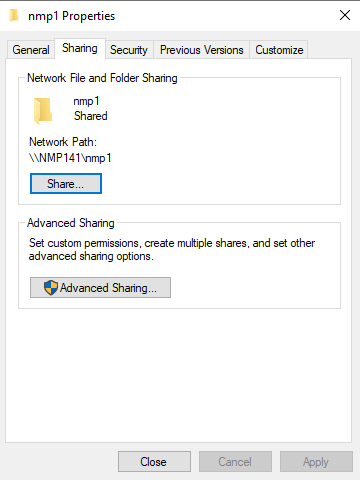 nmp1 Properties
General Sharing Security Previous Versions Customize
Network File and Folder Sharing
nmp1
Shared
Network Path:
\\NMP141\nmp1
Share...
Advanced Sharing
Set custom permissions, create multiple shares, and set other
advanced sharing options.
Advanced Sharing...
Close Cancel Apply